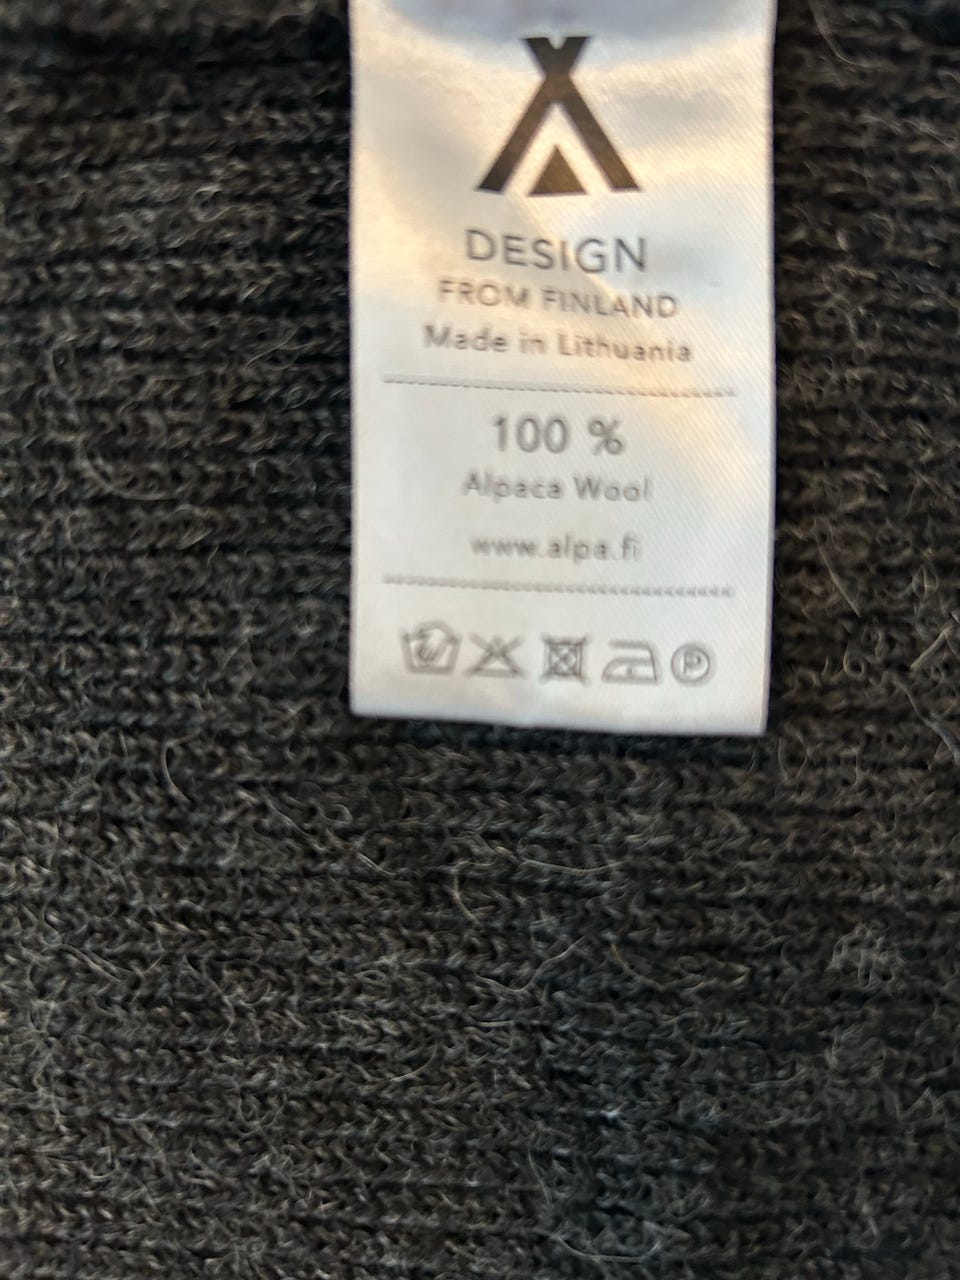 DESIGN
FROM FINLAND
Made in Lithuania
100 %
Alpaca Wool
www.alpa.fi
P